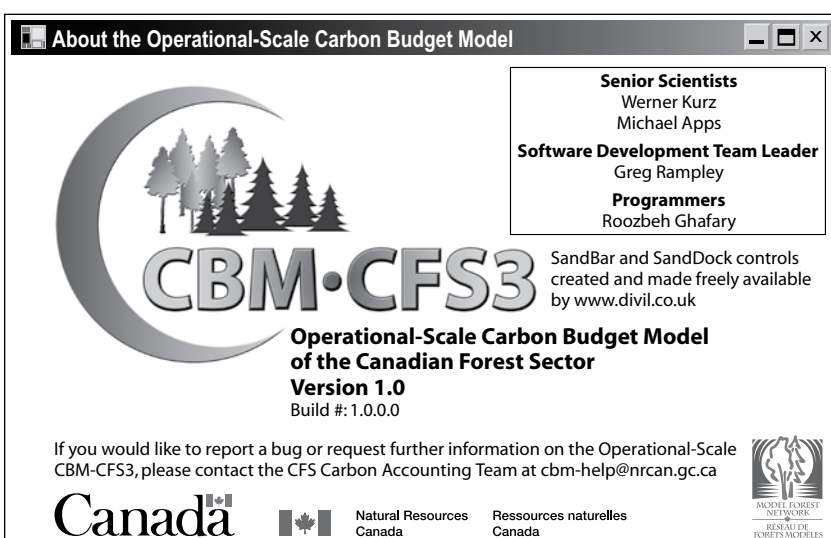 About the Operational-Scale Carbon Budget Model
Senior Scientists
Werner Kurz
Michael Apps
Software Development Team Leader
Greg Rampley
Programmers
Roozbeh Ghafary
CBM•CFS3
SandBar and SandDock controls
created and made freely available
by www.divil.co.uk
Operational-Scale Carbon Budget Model
of the Canadian Forest Sector
Version 1.0
Build #: 1.0.0.0
If you would like to report a bug or request further information on the Operational-Scale
CBM-CFS3, please contact the CFS Carbon Accounting Team at cbm-help@nrcan.gc.ca
Canada
Natural Resources
Canada
Ressources naturelles
Canada
MODEL FOREST
NETWORK
RÉSEAU DE
FORÊTS MODÈLES